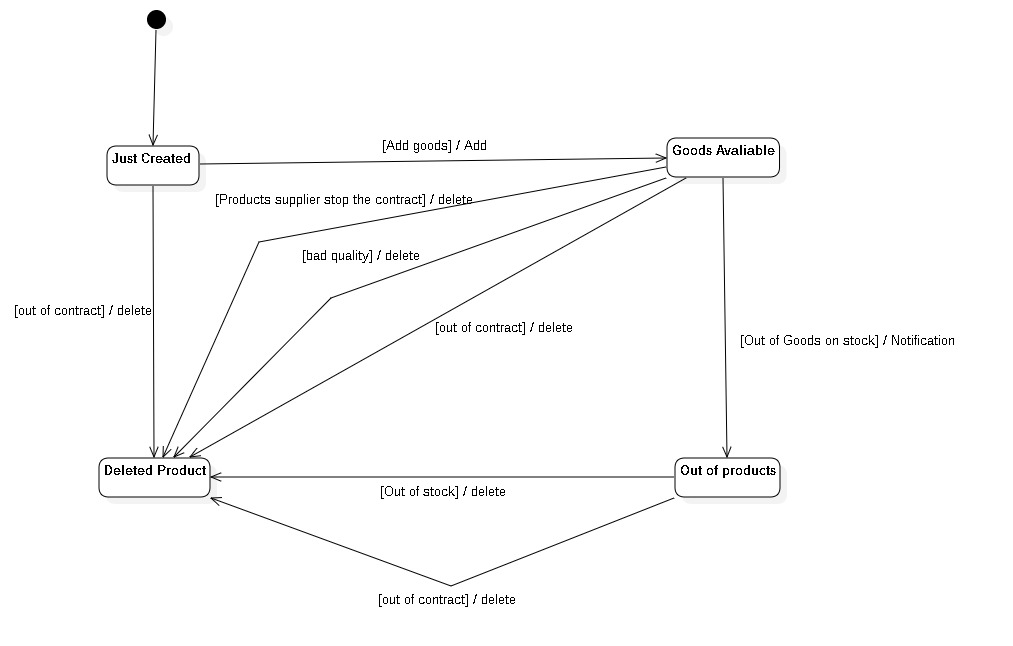 [Add goods] / Add
Just Created
Goods Avaliable
[Products supplier stop the contract] / delete
[bad quality] / delete
[out of contract] / delete
[out of contract] / delete
[Out of Goods on stock] / Notification
Deleted Product
Out of products
[Out of stock] / delete
[out of contract] / delete